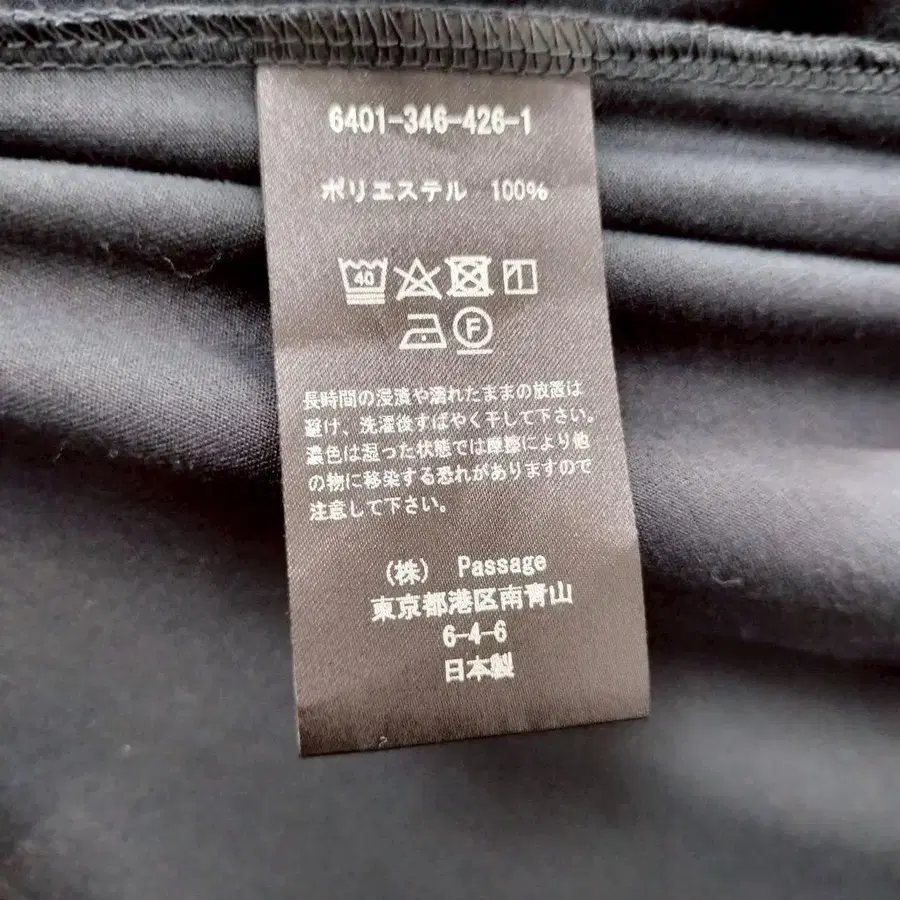 6401-346-426-1
ポリエステル 100%
40
F
長時間の浸漬や濡れたままの放置は
避け、洗濯後すばやく干して下さい。
濃色は湿った状態では摩擦により他
の物に移染する恐れがありますので
注意して下さい。
(株) Passage
東京都港区南青山
6-4-6
日本製